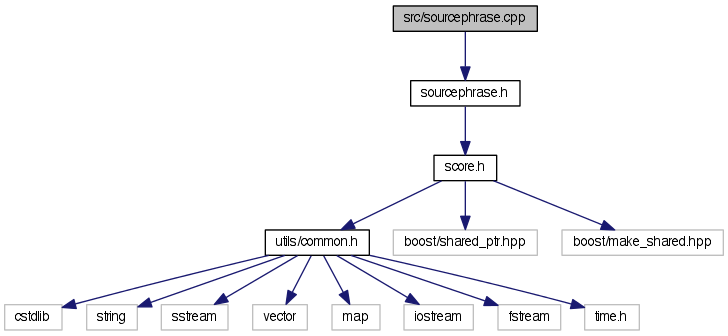 src/sourcephrase.cpp
sourcephrase.h
score.h
utils/common.h
boost/shared_ptr.hpp
boost/make_shared.hpp
cstdlib
string
sstream
vector
map
iostream
fstream
time.h